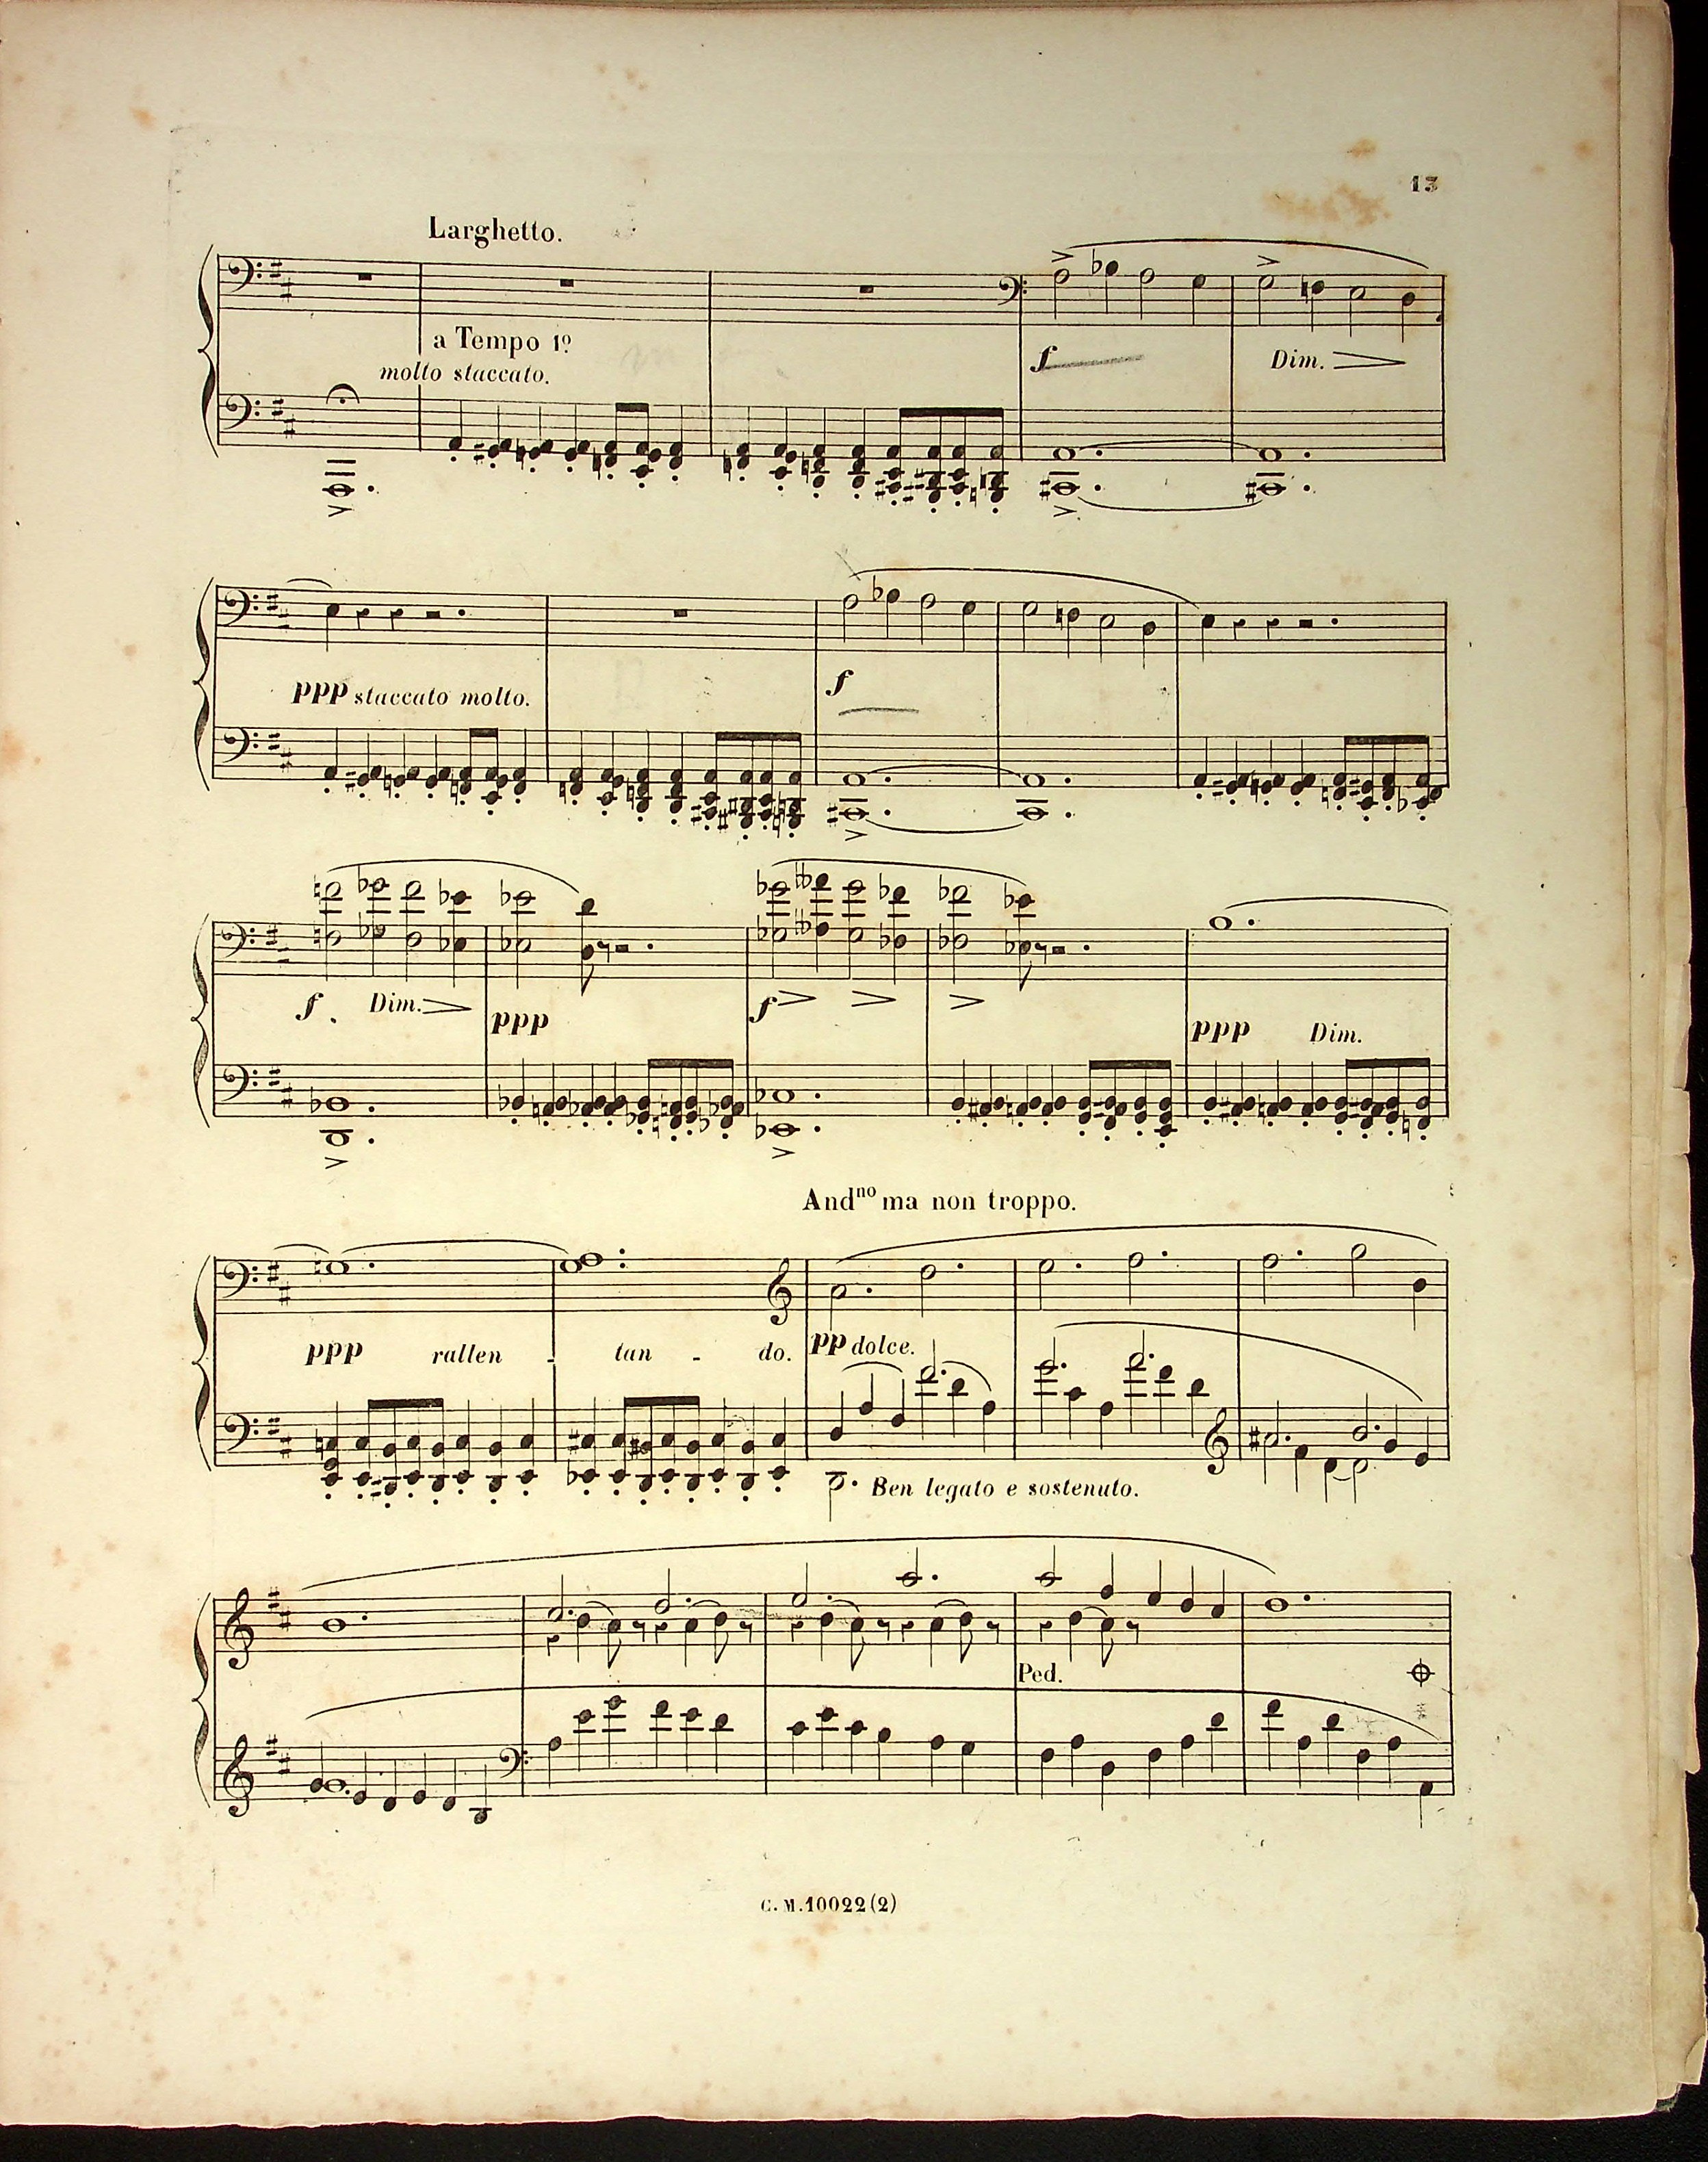 13
Larghetto.
a Tempo 1º
molto staccato.
f
Dim.
ppp staccato molto.
f
f Dim.
ppp
f
ppp Dim.
And^no ma non troppo.
ppp rallen - tan - do. pp dolce.
Ben legato e sostenuto.
Ped.
C. M. 10022 (2)